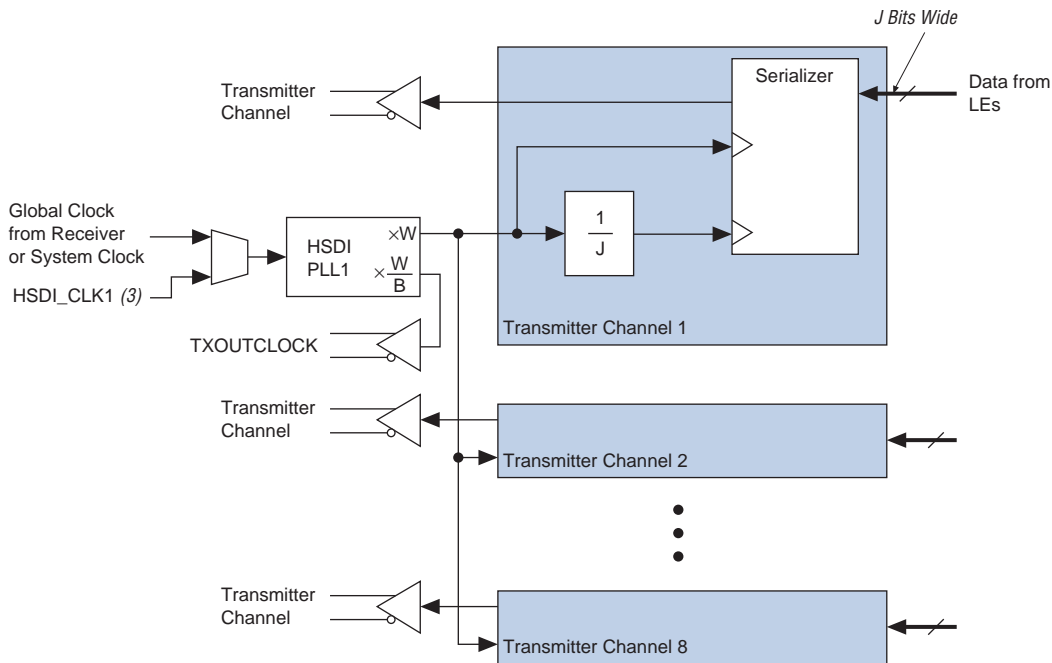 J Bits Wide
Serializer
Data from
LEs
Transmitter
Channel
Global Clock
from Receiver
or System Clock
HSDI_CLK1 (3)
HSDI
PLL1
×W
×W
B
1
J
Transmitter Channel 1
TXOUTCLOCK
Transmitter
Channel
Transmitter Channel 2
Transmitter
Channel
Transmitter Channel 8